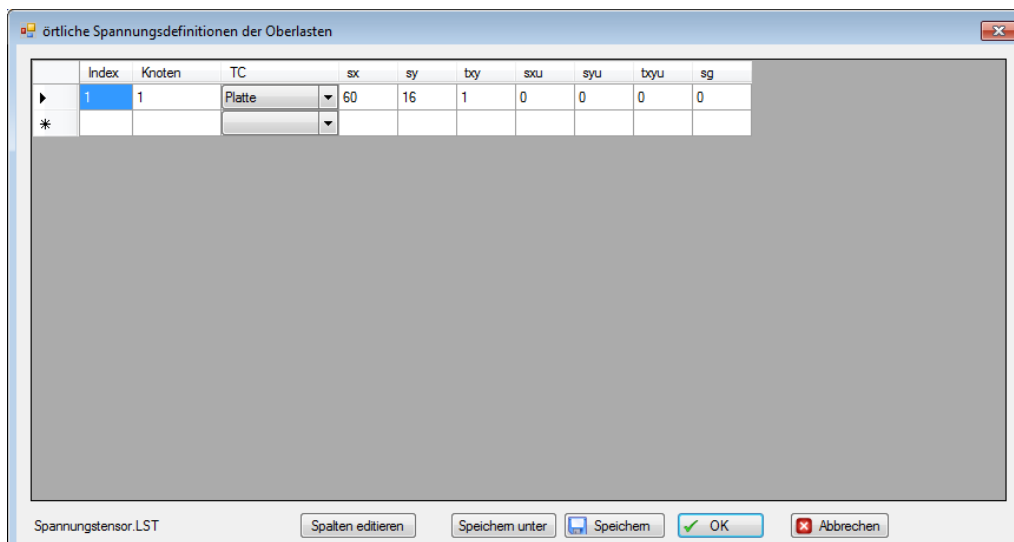 örtliche Spannungsdefinitionen der Oberlasten
Index Knoten TC sx sy txy sxu syu txyu sg
1 1 Platte 60 16 1 0 0 0 0
Spannungstensor.LST Spalten editieren Speichern unter Speichern OK Abbrechen